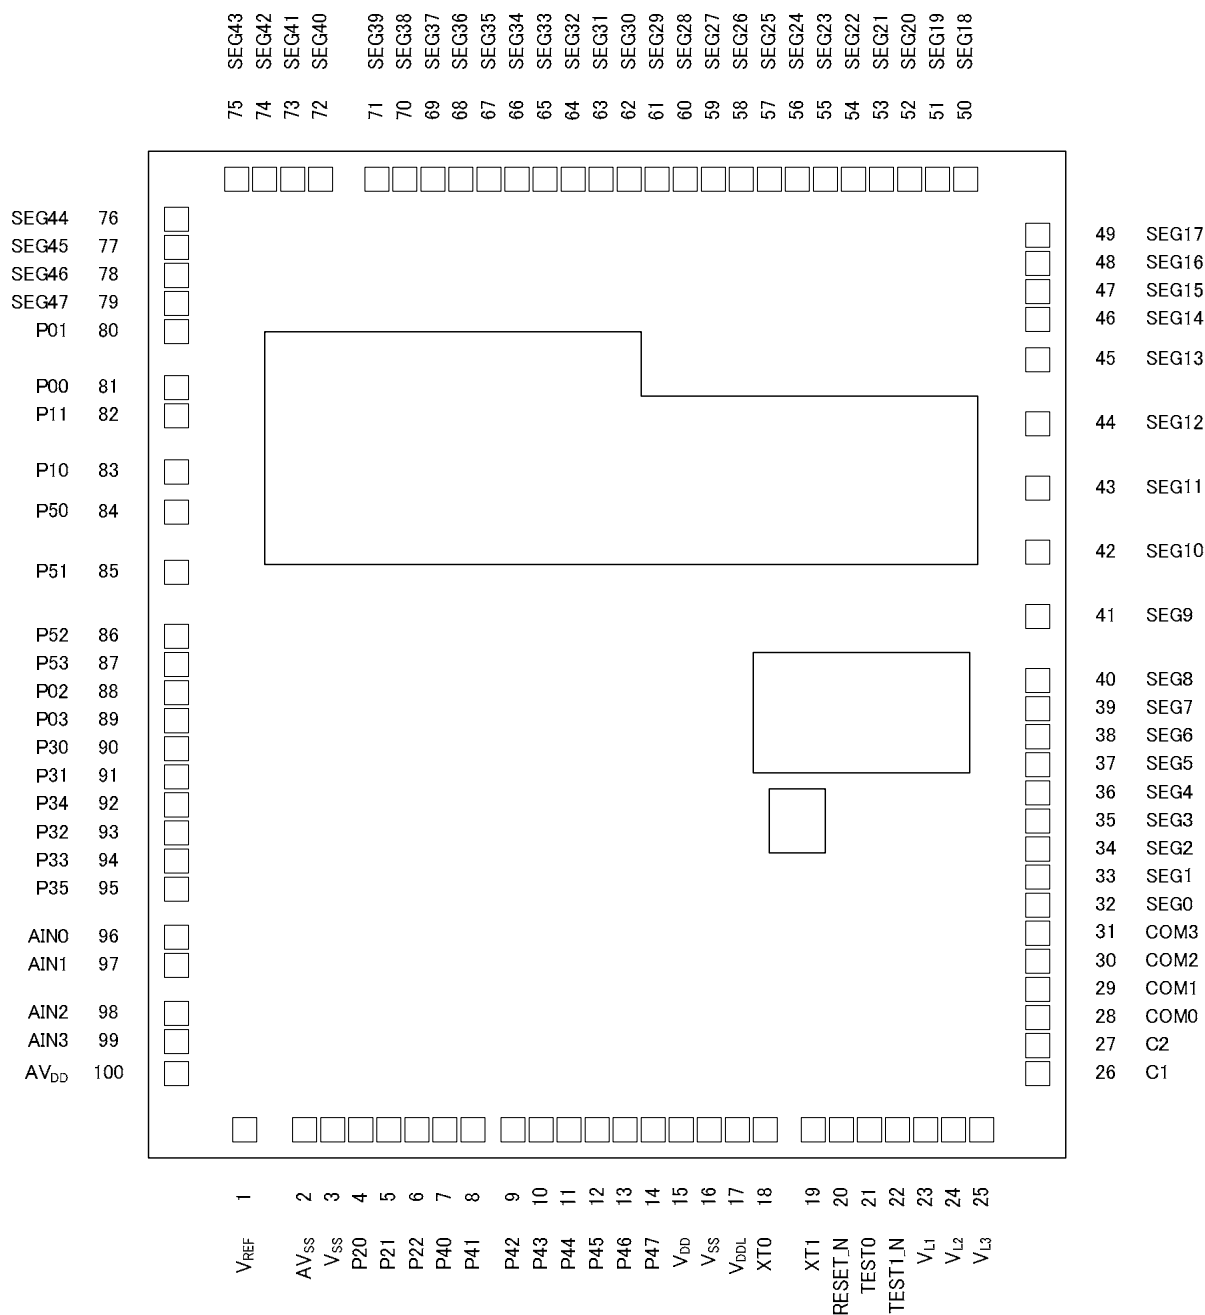 SEG43 SEG42 SEG41 SEG40 SEG39 SEG38 SEG37 SEG36 SEG35 SEG34 SEG33 SEG32 SEG31 SEG30 SEG29 SEG28 SEG27 SEG26 SEG25 SEG24 SEG23 SEG22 SEG21 SEG20 SEG19 SEG18
75 74 73 72 71 70 69 68 67 66 65 64 63 62 61 60 59 58 57 56 55 54 53 52 51 50
SEG44 76
SEG45 77
SEG46 78
SEG47 79
P01 80
P00 81
P11 82
P10 83
P50 84
P51 85
P52 86
P53 87
P02 88
P03 89
P30 90
P31 91
P34 92
P32 93
P33 94
P35 95
AIN0 96
AIN1 97
AIN2 98
AIN3 99
AVDD 100
49 SEG17
48 SEG16
47 SEG15
46 SEG14
45 SEG13
44 SEG12
43 SEG11
42 SEG10
41 SEG9
40 SEG8
39 SEG7
38 SEG6
37 SEG5
36 SEG4
35 SEG3
34 SEG2
33 SEG1
32 SEG0
31 COM3
30 COM2
29 COM1
28 COM0
27 C2
26 C1
1 2 3 4 5 6 7 8 9 10 11 12 13 14 15 16 17 18 19 20 21 22 23 24 25
VREF AVSS VSS P20 P21 P22 P40 P41 P42 P43 P44 P45 P46 P47 VDD VSS VDDL XT0 XT1 RESET_N TEST0 TEST1_N VL1 VL2 VL3